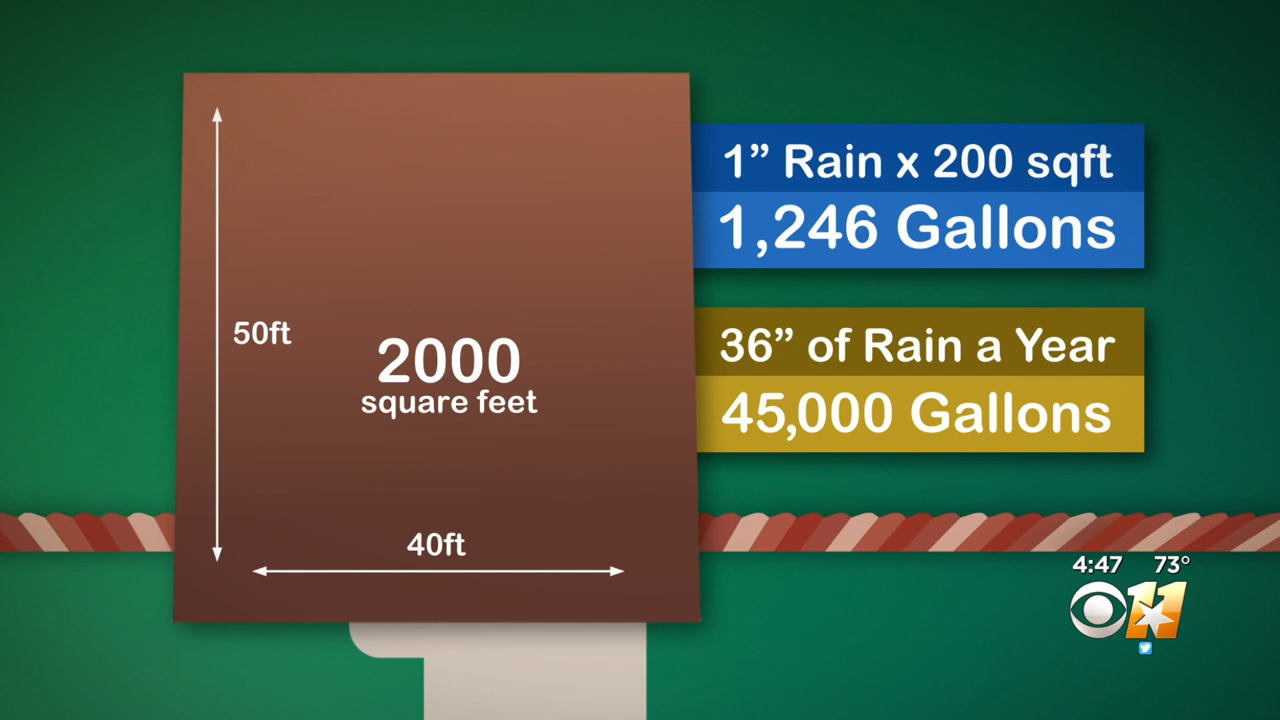 50ft
2000
square feet
40ft
1” Rain x 200 sqft
1,246 Gallons
36” of Rain a Year
45,000 Gallons
4:47 73°
11